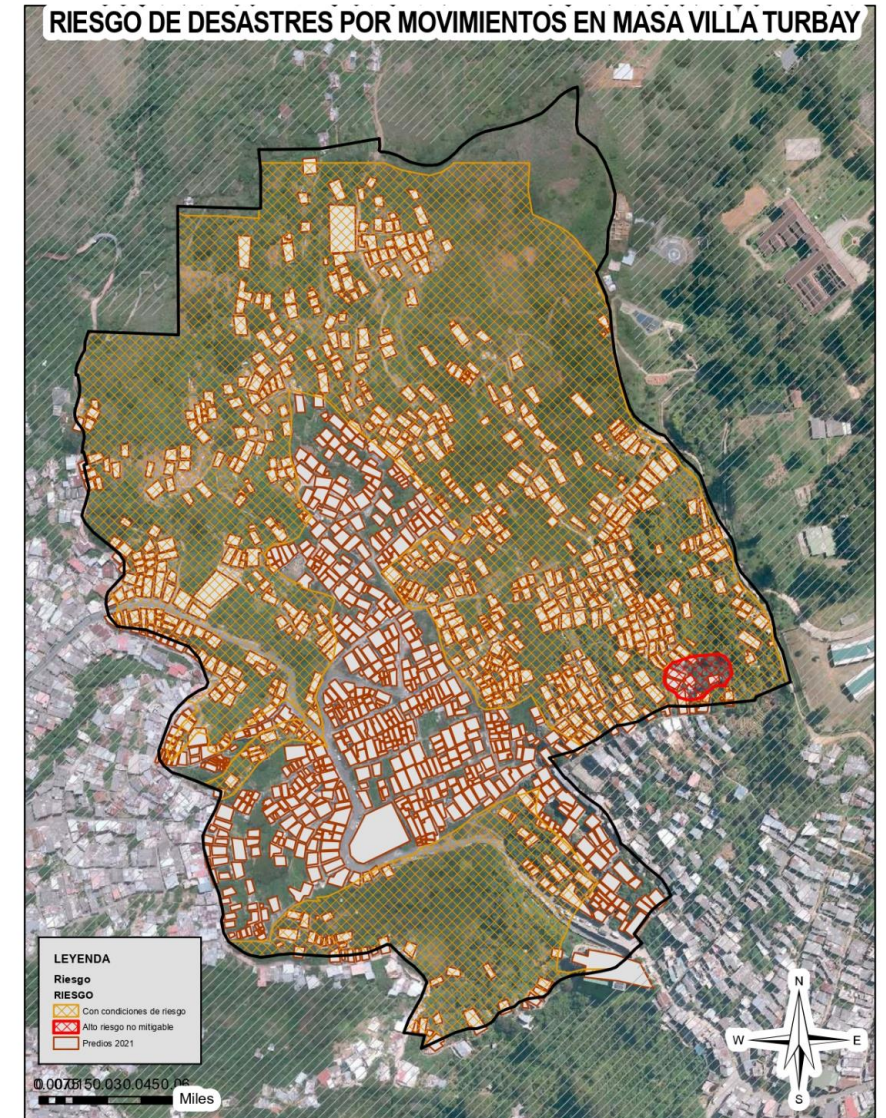 RIESGO DE DESASTRES POR MOVIMIENTOS EN MASA VILLA TURBAY
LEYENDA
Riesgo
RIESGO
Con condiciones de riesgo
Alto riesgo no mitigable
Predios 2021
N
W
E
S
Miles